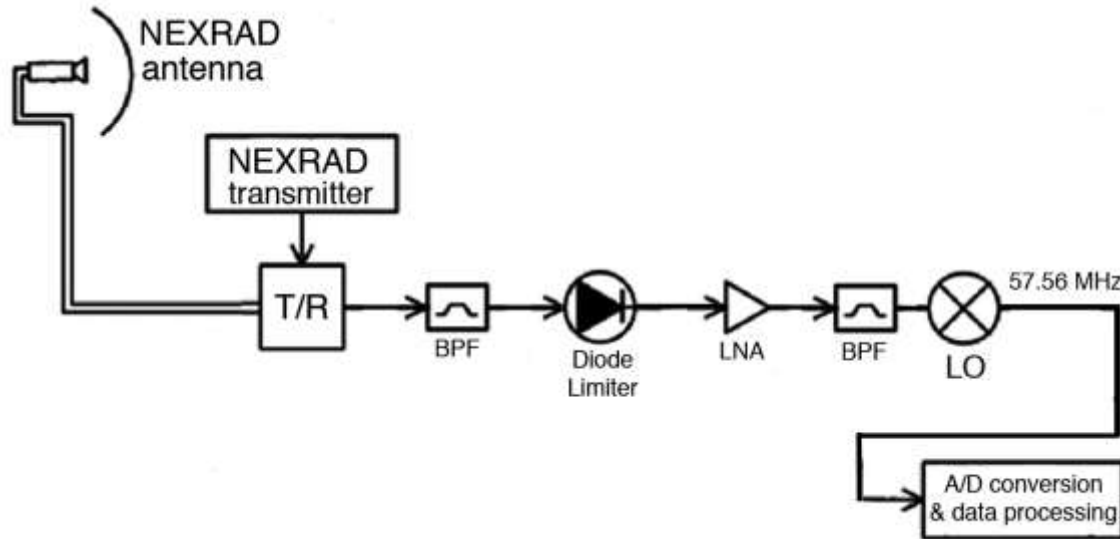 NEXRAD
antenna
NEXRAD
transmitter
T/R
BPF
Diode
Limiter
LNA
BPF
LO
57.56 MHz
A/D conversion
& data processing